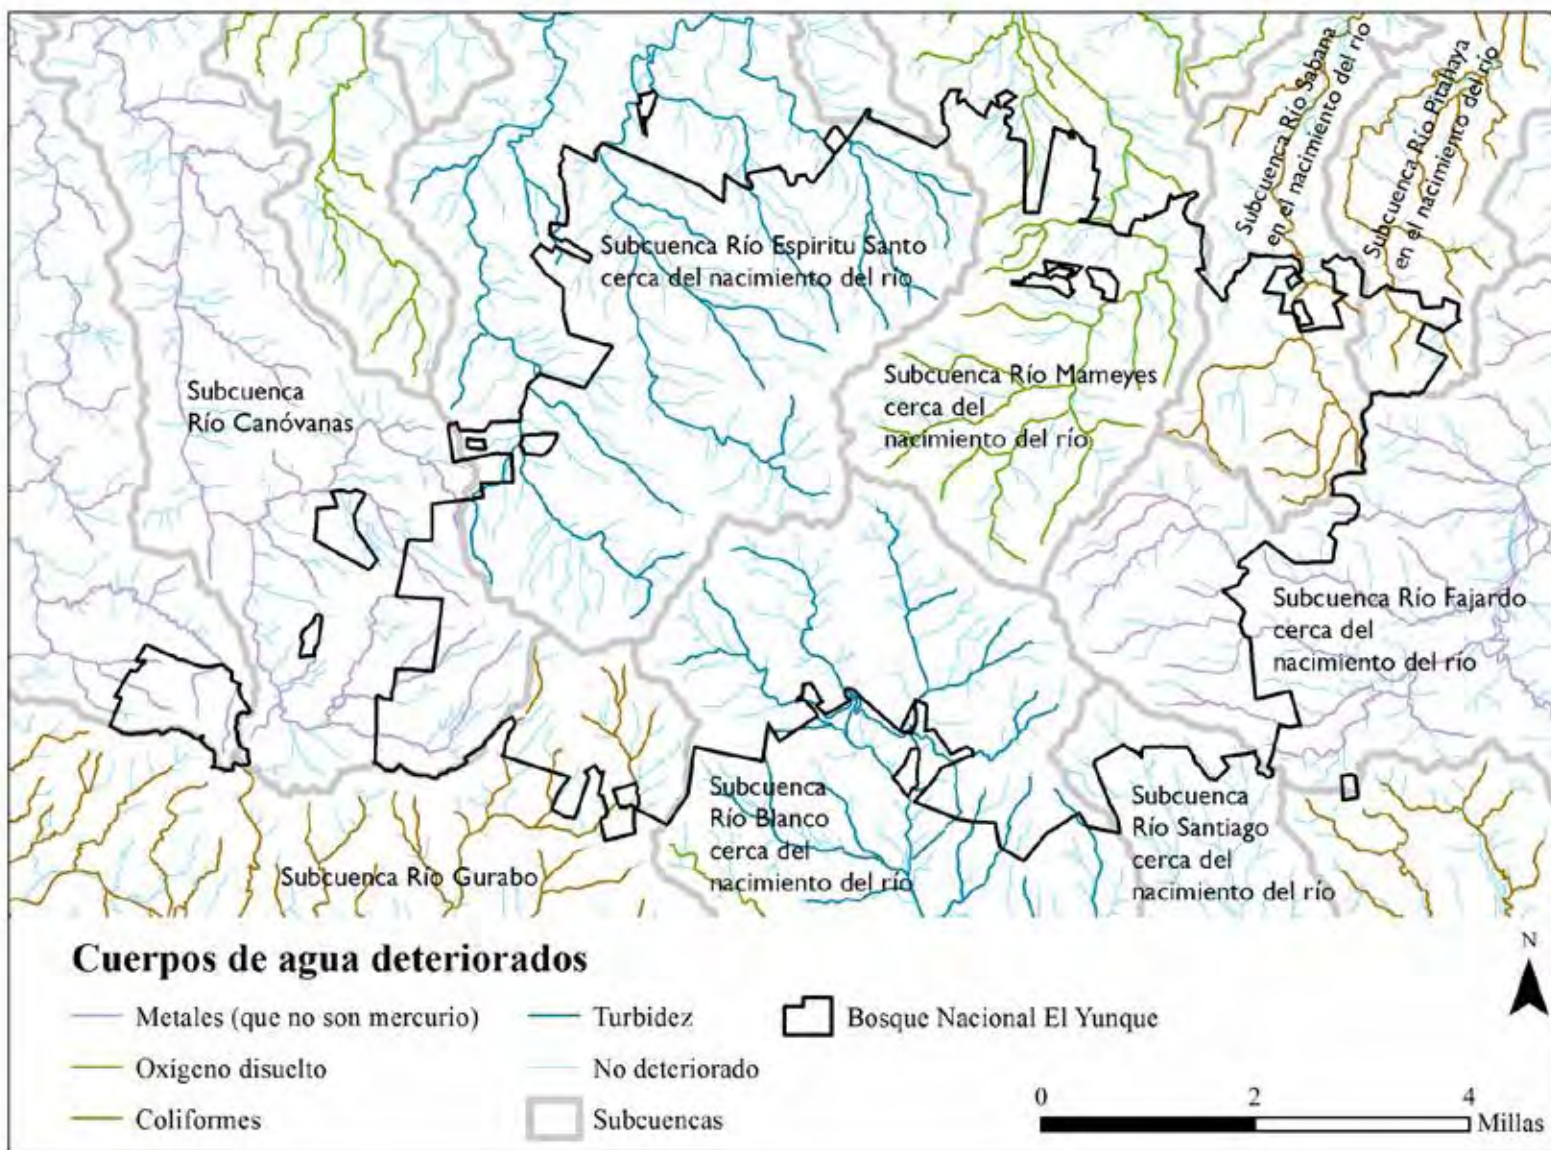 Subcuenca Río Sabana
en el nacimiento del río
Subcuenca Río Pitahaya
en el nacimiento del río
Subcuenca Río Espiritu Santo
cerca del nacimiento del río
Subcuenca
Río Canóvanas
Subcuenca Río Mameyes
cerca del
nacimiento del río
Subcuenca Río Fajardo
cerca del
nacimiento del río
Subcuenca
Río Blanco
cerca del
nacimiento del río
Subcuenca
Río Santiago
cerca del
nacimiento del río
Subcuenca Río Gurabo
Cuerpos de agua deteriorados
Metales (que no son mercurio)
Oxígeno disuelto
Coliformes
Turbidez
No deteriorado
Subcuencas
Bosque Nacional El Yunque
N
0 2 4
Millas